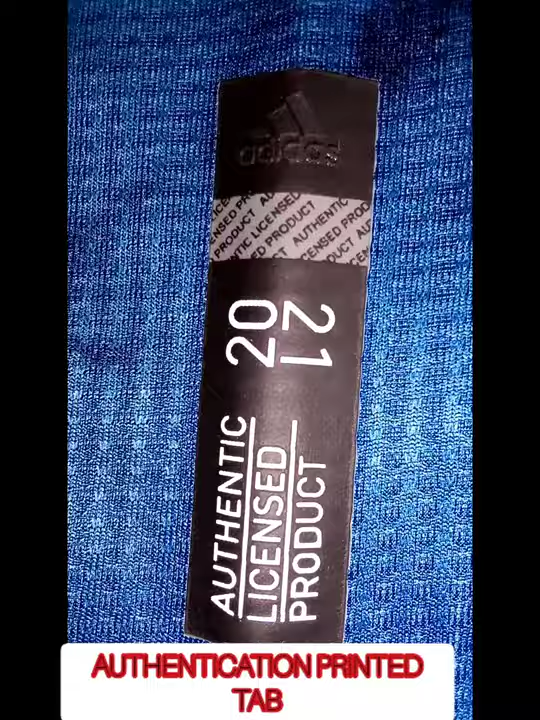 adidas
AUTHENTIC LICENSED PRODUCT
20
21
AUTHENTIC
LICENSED
PRODUCT
AUTHENTICATION PRINTED
TAB